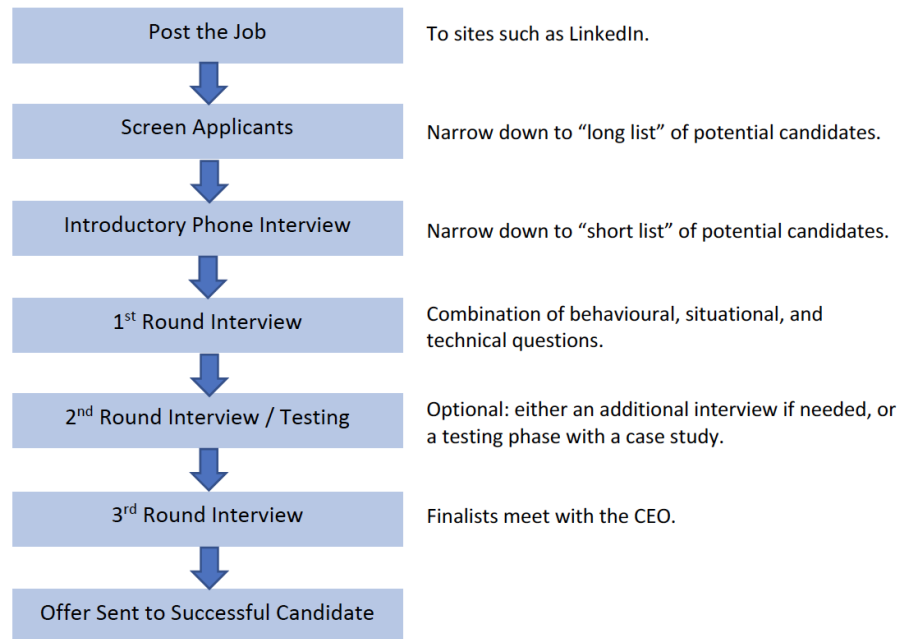 Post the Job
To sites such as LinkedIn.
Screen Applicants
Narrow down to “long list” of potential candidates.
Introductory Phone Interview
Narrow down to “short list” of potential candidates.
1st Round Interview
Combination of behavioural, situational, and
technical questions.
2nd Round Interview / Testing
Optional: either an additional interview if needed, or
a testing phase with a case study.
3rd Round Interview
Finalists meet with the CEO.
Offer Sent to Successful Candidate